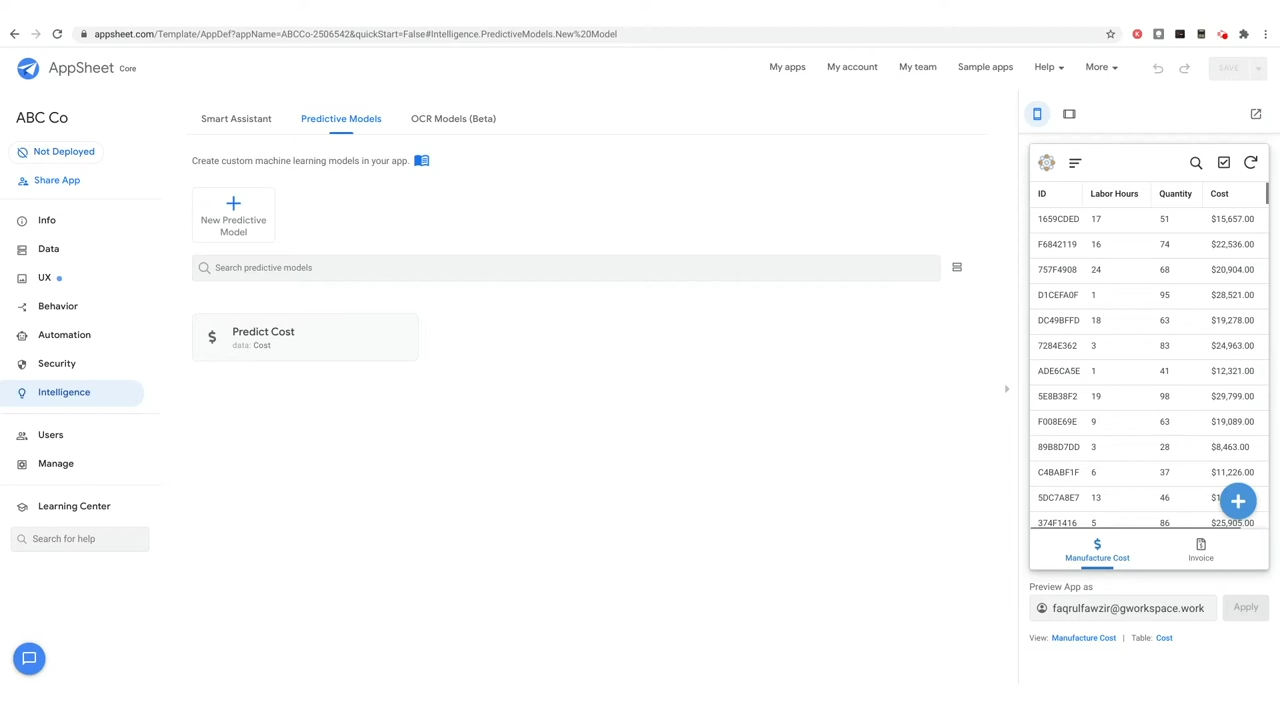 appsheet.com/Template/AppDef?appName=ABCCo-2506542&quickStart=False#Intelligence.PredictiveModels.New%20Model
AppSheet Core
My apps My account My team Sample apps Help More SAVE
ABC Co
Not Deployed
Share App
Info
Data
UX
Behavior
Automation
Security
Intelligence
Users
Manage
Learning Center
Search for help
Smart Assistant Predictive Models OCR Models (Beta)
Create custom machine learning models in your app.
New Predictive
Model
Search predictive models
$ Predict Cost
data: Cost
ID Labor Hours Quantity Cost
1659CDED 17 51 $15,657.00
F6842119 16 74 $22,536.00
757F4908 24 68 $20,904.00
D1CEFA0F 1 95 $28,521.00
DC49BFFD 18 63 $19,278.00
7284E362 3 83 $24,963.00
ADE6CA5E 1 41 $12,321.00
5E8B38F2 19 98 $29,799.00
F008E69E 9 63 $19,089.00
89B8D7DD 3 28 $8,463.00
C4BABF1F 6 37 $11,226.00
5DC7A8E7 13 46
374F1416 5 86 $25,905.00
$
Manufacture Cost Invoice
Preview App as
faqrulfawzir@gworkspace.work Apply
View: Manufacture Cost | Table: Cost